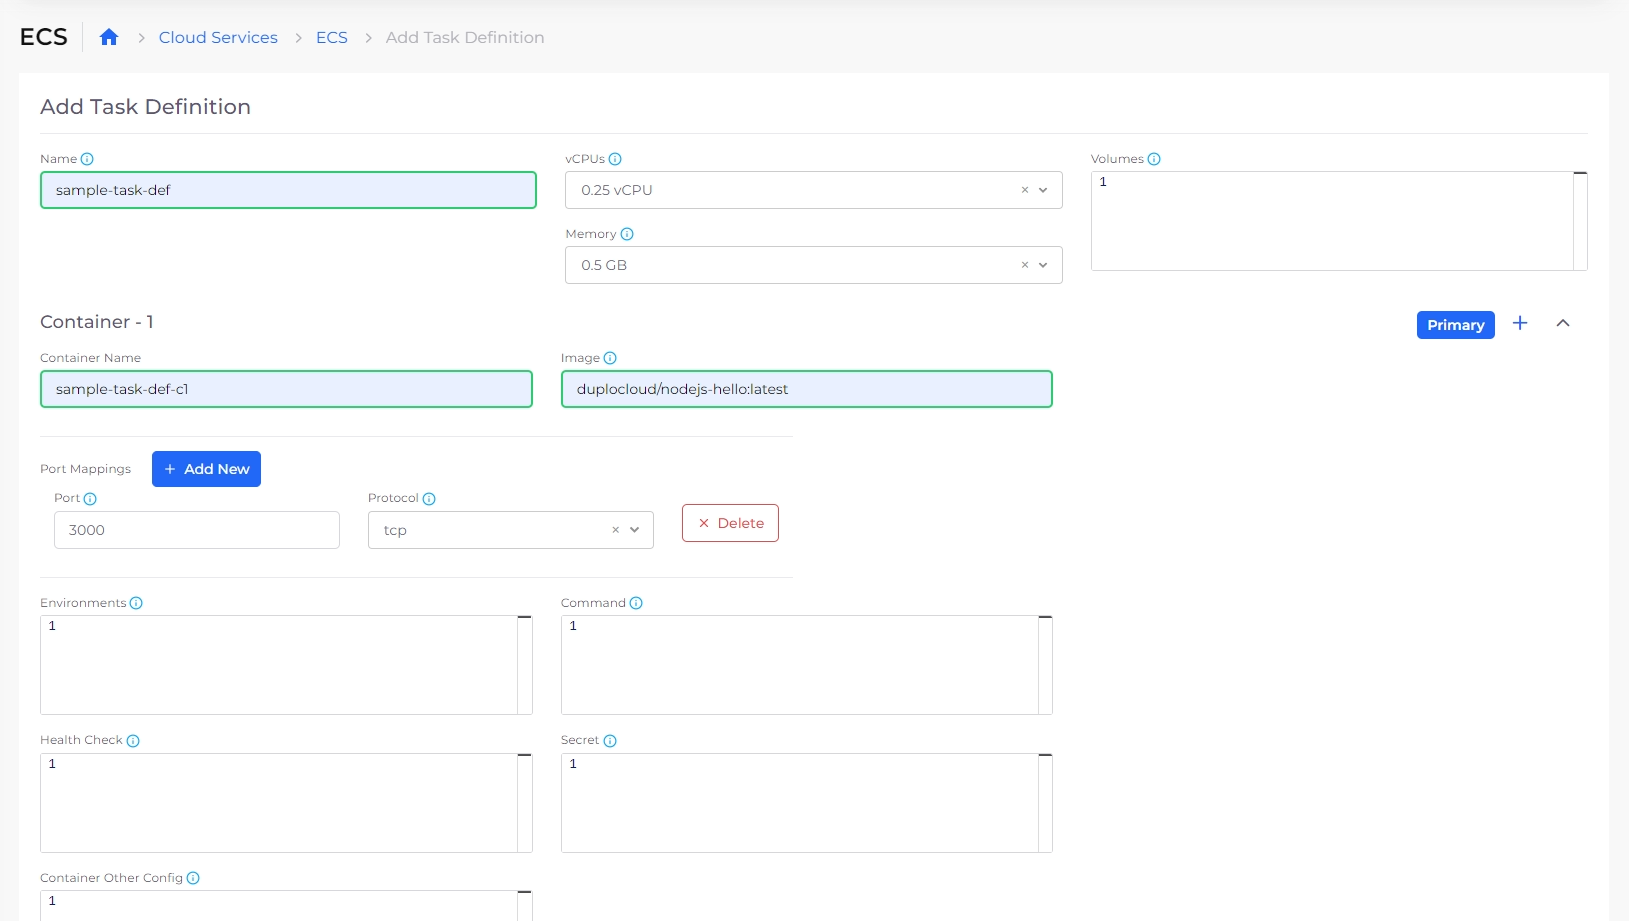 ECS
Cloud Services
ECS
Add Task Definition
Add Task Definition
Name
vCPUs
Volumes
sample-task-def
0.25 vCPU
1
Memory
0.5 GB
Container - 1
Primary
Container Name
Image
sample-task-def-c1
duplocloud/nodejs-hello:latest
Port Mappings
+ Add New
Port
Protocol
3000
tcp
× Delete
Environments
Command
1
1
Health Check
Secret
1
1
Container Other Config
1